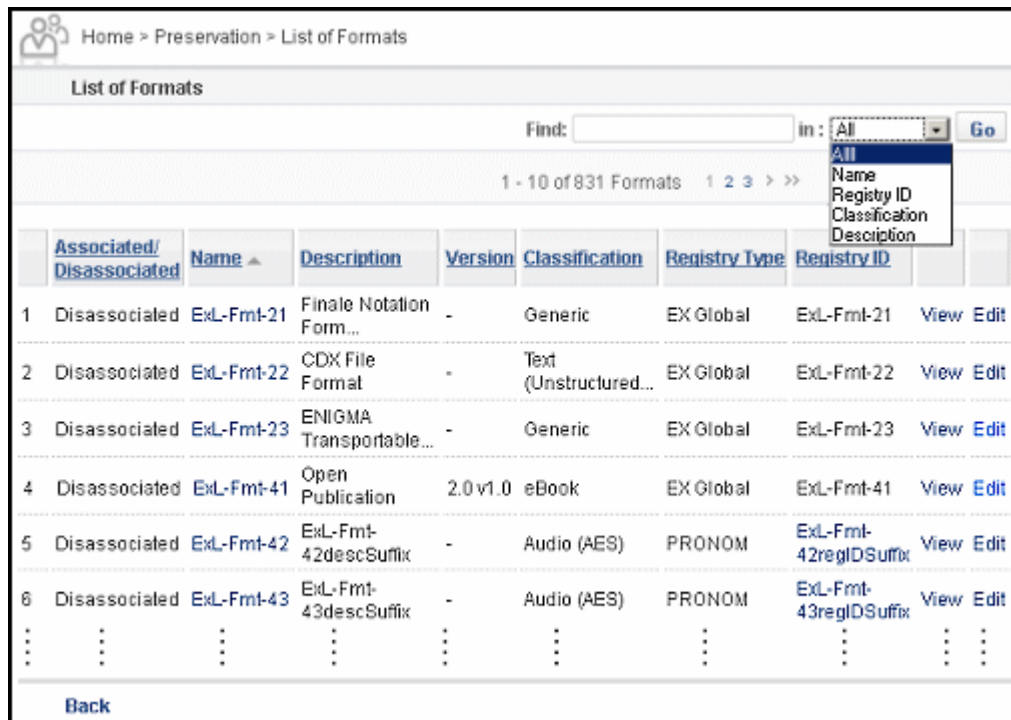 Home > Preservation > List of Formats
List of Formats
Find:
in : All
Go
Alll
Name
Registry ID
Classification
Description
1 - 10 of 831 Formats 1 2 3 > >>
Associated/ Disassociated Name Description Version Classification Registry Type Registry ID
1 Disassociated ExL-Fmt-21 Finale Notation Form... - Generic EX Global ExL-Fmt-21 View Edit
2 Disassociated ExL-Fmt-22 CDX File Format - Text (Unstructured... EX Global ExL-Fmt-22 View Edit
3 Disassociated ExL-Fmt-23 ENIGMA Transportable... - Generic EX Global ExL-Fmt-23 View Edit
4 Disassociated ExL-Fmt-41 Open Publication 2.0 v1.0 eBook EX Global ExL-Fmt-41 View Edit
5 Disassociated ExL-Fmt-42 ExL-Fmt-42descSuffix - Audio (AES) PRONOM ExL-Fmt-42regIDSuffix View Edit
6 Disassociated ExL-Fmt-43 ExL-Fmt-43descSuffix - Audio (AES) PRONOM ExL-Fmt-43regIDSuffix View Edit
Back